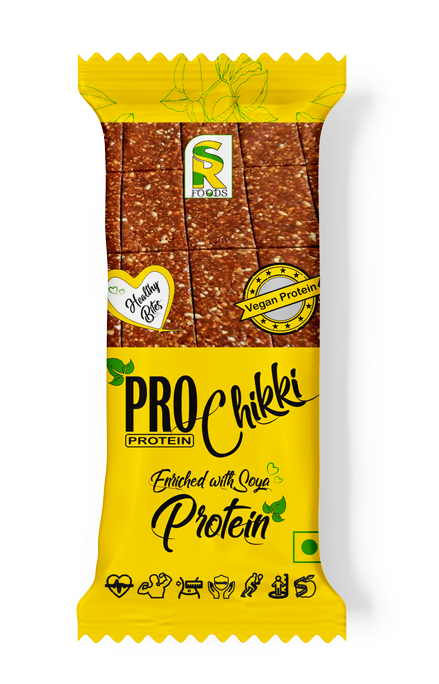 SR
FOODS
Healthy
Bites
Vegan Protein
PRO
PROTEIN
Chikki
Enriched with Soya
Protein